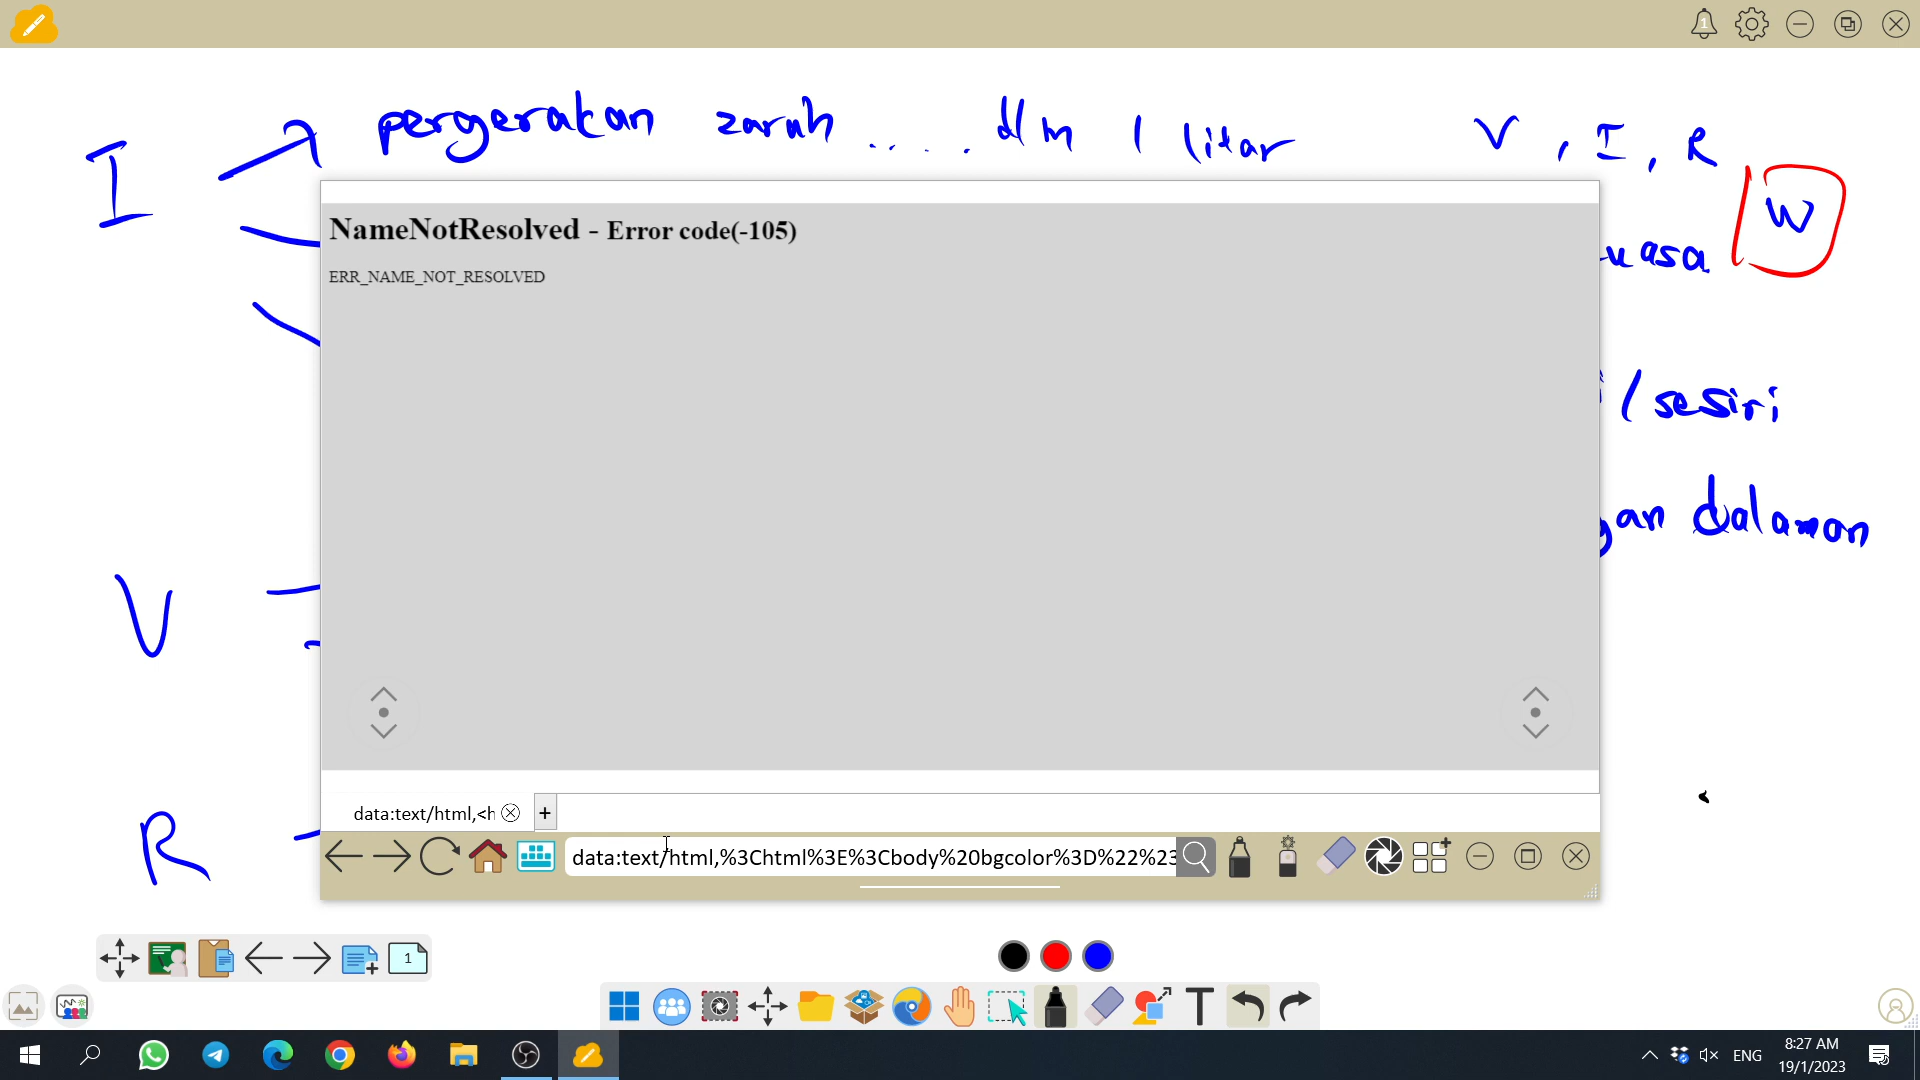 1
I
pergerakan zarah ..... dlm 1 litar
V, I, R
W
uasa
/ sesiri
gan dalaman
V
R
NameNotResolved - Error code(-105)
ERR_NAME_NOT_RESOLVED
data:text/html,<h
+
data:text/html,%3Chtml%3E%3Cbody%20bgcolor%3D%22%23
1
T
ENG
8:27 AM
19/1/2023